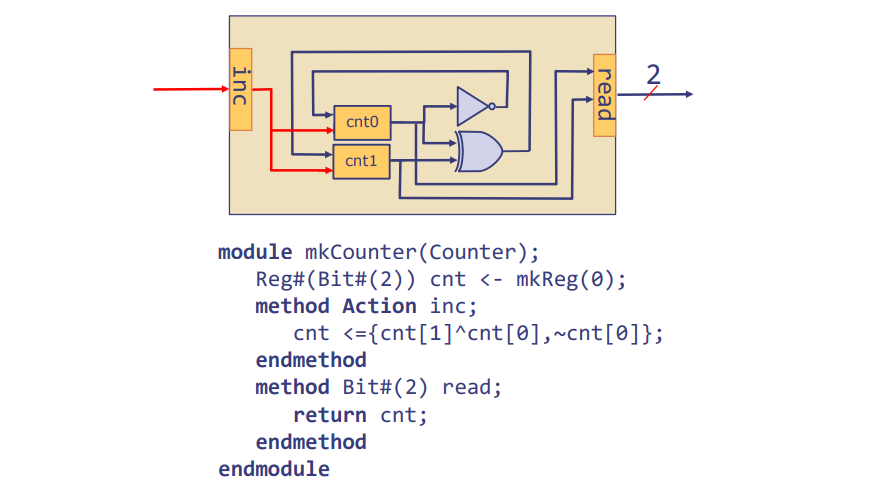 inc
read
2
cnt0
cnt1
module mkCounter(Counter);
Reg#(Bit#(2)) cnt <- mkReg(0);
method Action inc;
cnt <={cnt[1]^cnt[0],~cnt[0]};
endmethod
method Bit#(2) read;
return cnt;
endmethod
endmodule